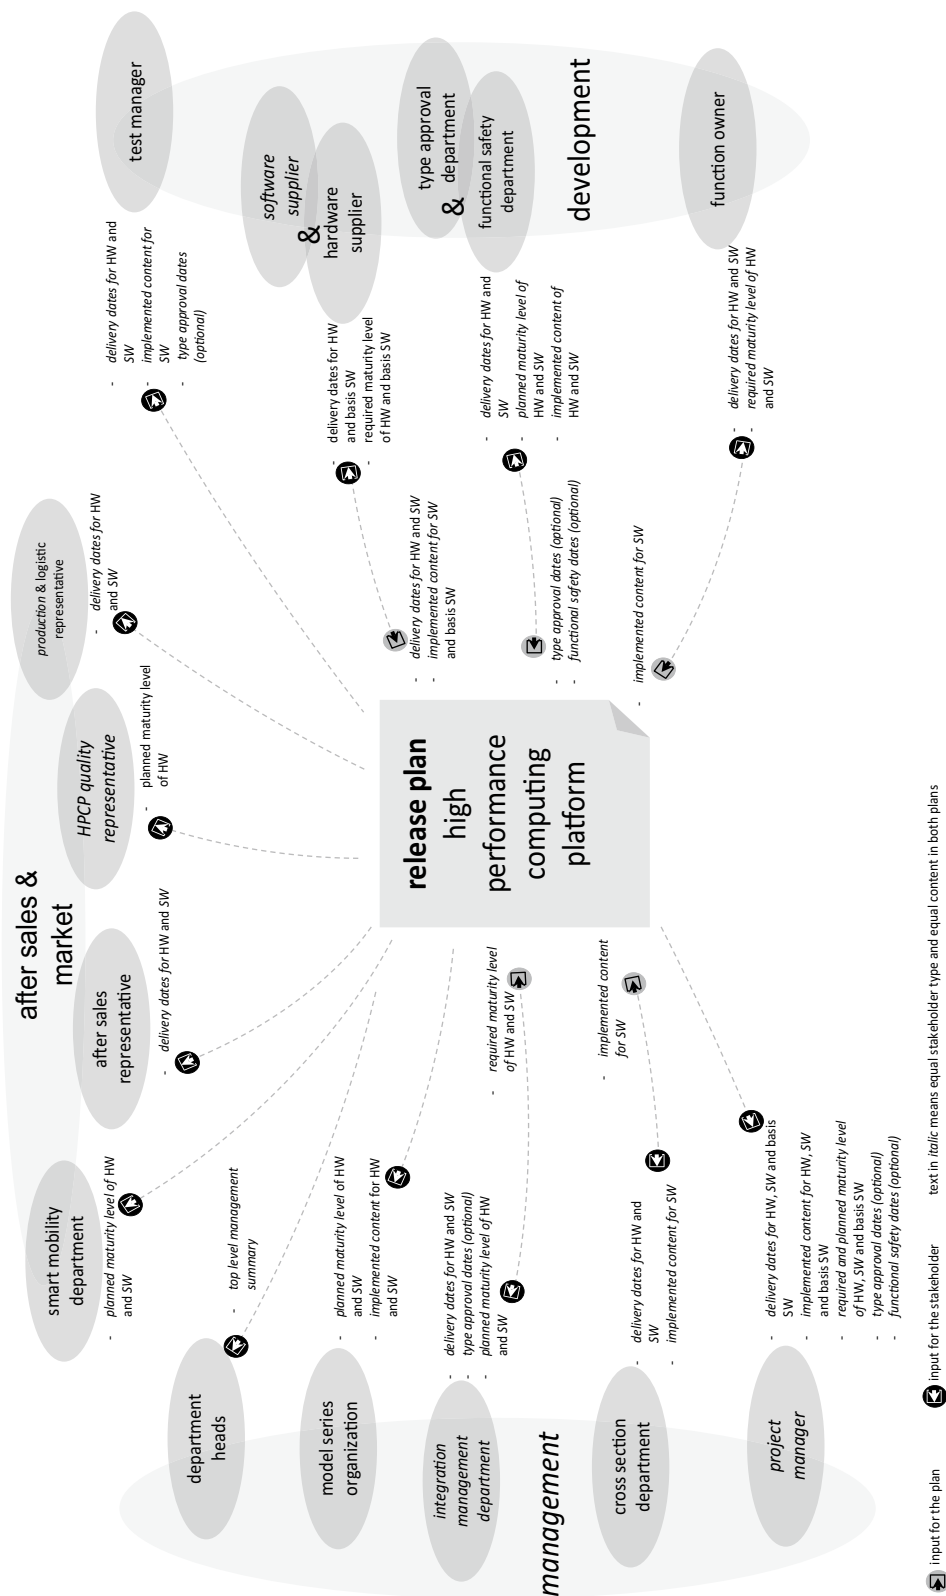 after sales &
market
smart mobility
department
- planned maturity level of HW
and SW
after sales
representative
- delivery dates for HW and SW
HPCP quality
representative
- planned maturity level
of HW
production & logistic
representative
- delivery dates for HW
and SW
management
department
heads
- top level management
summary
model series
organization
- planned maturity level of HW
and SW
- implemented content for HW
and SW
integration
management
department
- delivery dates for HW and SW
- type approval dates (optional)
- planned maturity level of HW
and SW
- required maturity level
of HW and SW
cross section
department
- delivery dates for HW and
SW
- implemented content for SW
- implemented content
for SW
project
manager
- delivery dates for HW, SW and basis
SW
- implemented content for HW, SW
and basis SW
- required and planned maturity level
of HW, SW and basis SW
- type approval dates (optional)
- functional safety dates (optional)
release plan
high
performance
computing
platform
development
test manager
- delivery dates for HW and
SW
- implemented content for
SW
- type approval dates
(optional)
software
supplier
&
hardware
supplier
- delivery dates for HW
and basis SW
- required maturity level
of HW and basis SW
- delivery dates for HW and SW
- implemented content for SW
and basis SW
type approval
department
&
functional safety
department
- delivery dates for HW and
SW
- planned maturity level of
HW and SW
- implemented content of
HW and SW
- type approval dates (optional)
- functional safety dates (optional)
function owner
- delivery dates for HW and SW
- required maturity level of HW
and SW
- implemented content for SW
input for the plan
input for the stakeholder
text in italic means equal stakeholder type and equal content in both plans